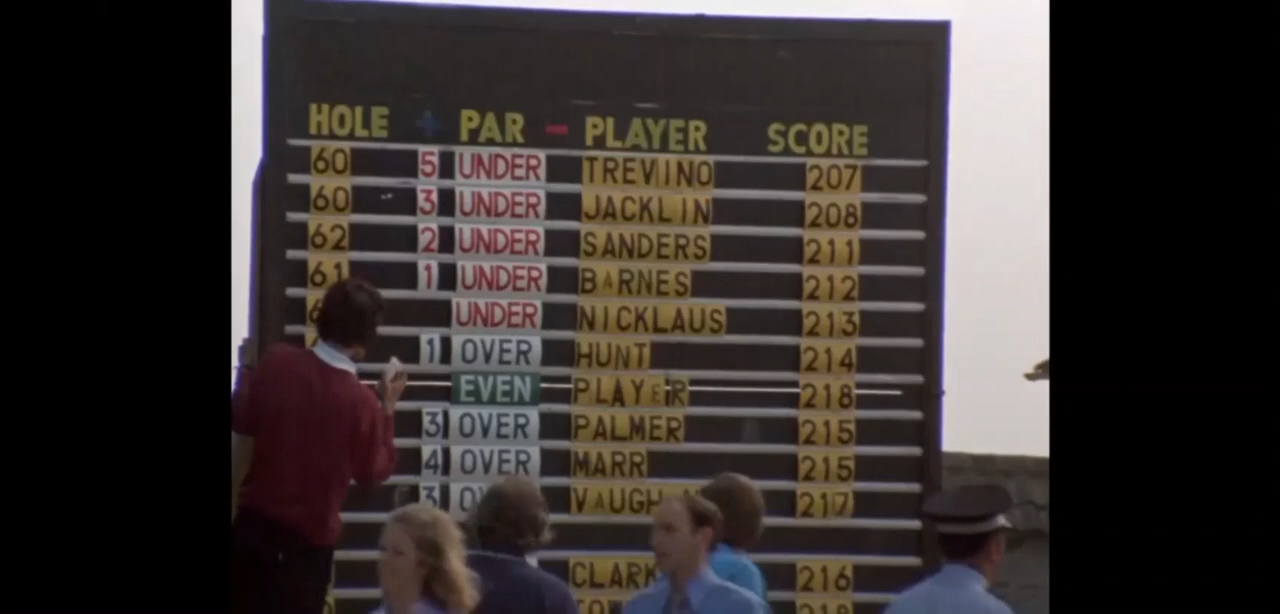 HOLE + PAR - PLAYER SCORE
60 5 UNDER TREVINO 207
60 3 UNDER JACKLIN 208
62 2 UNDER SANDERS 211
61 1 UNDER BARNES 212
UNDER NICKLAUS 213
1 OVER HUNT 214
EVEN PLAYER 218
3 OVER PALMER 215
4 OVER MARR 215
3 217
CLARK 216